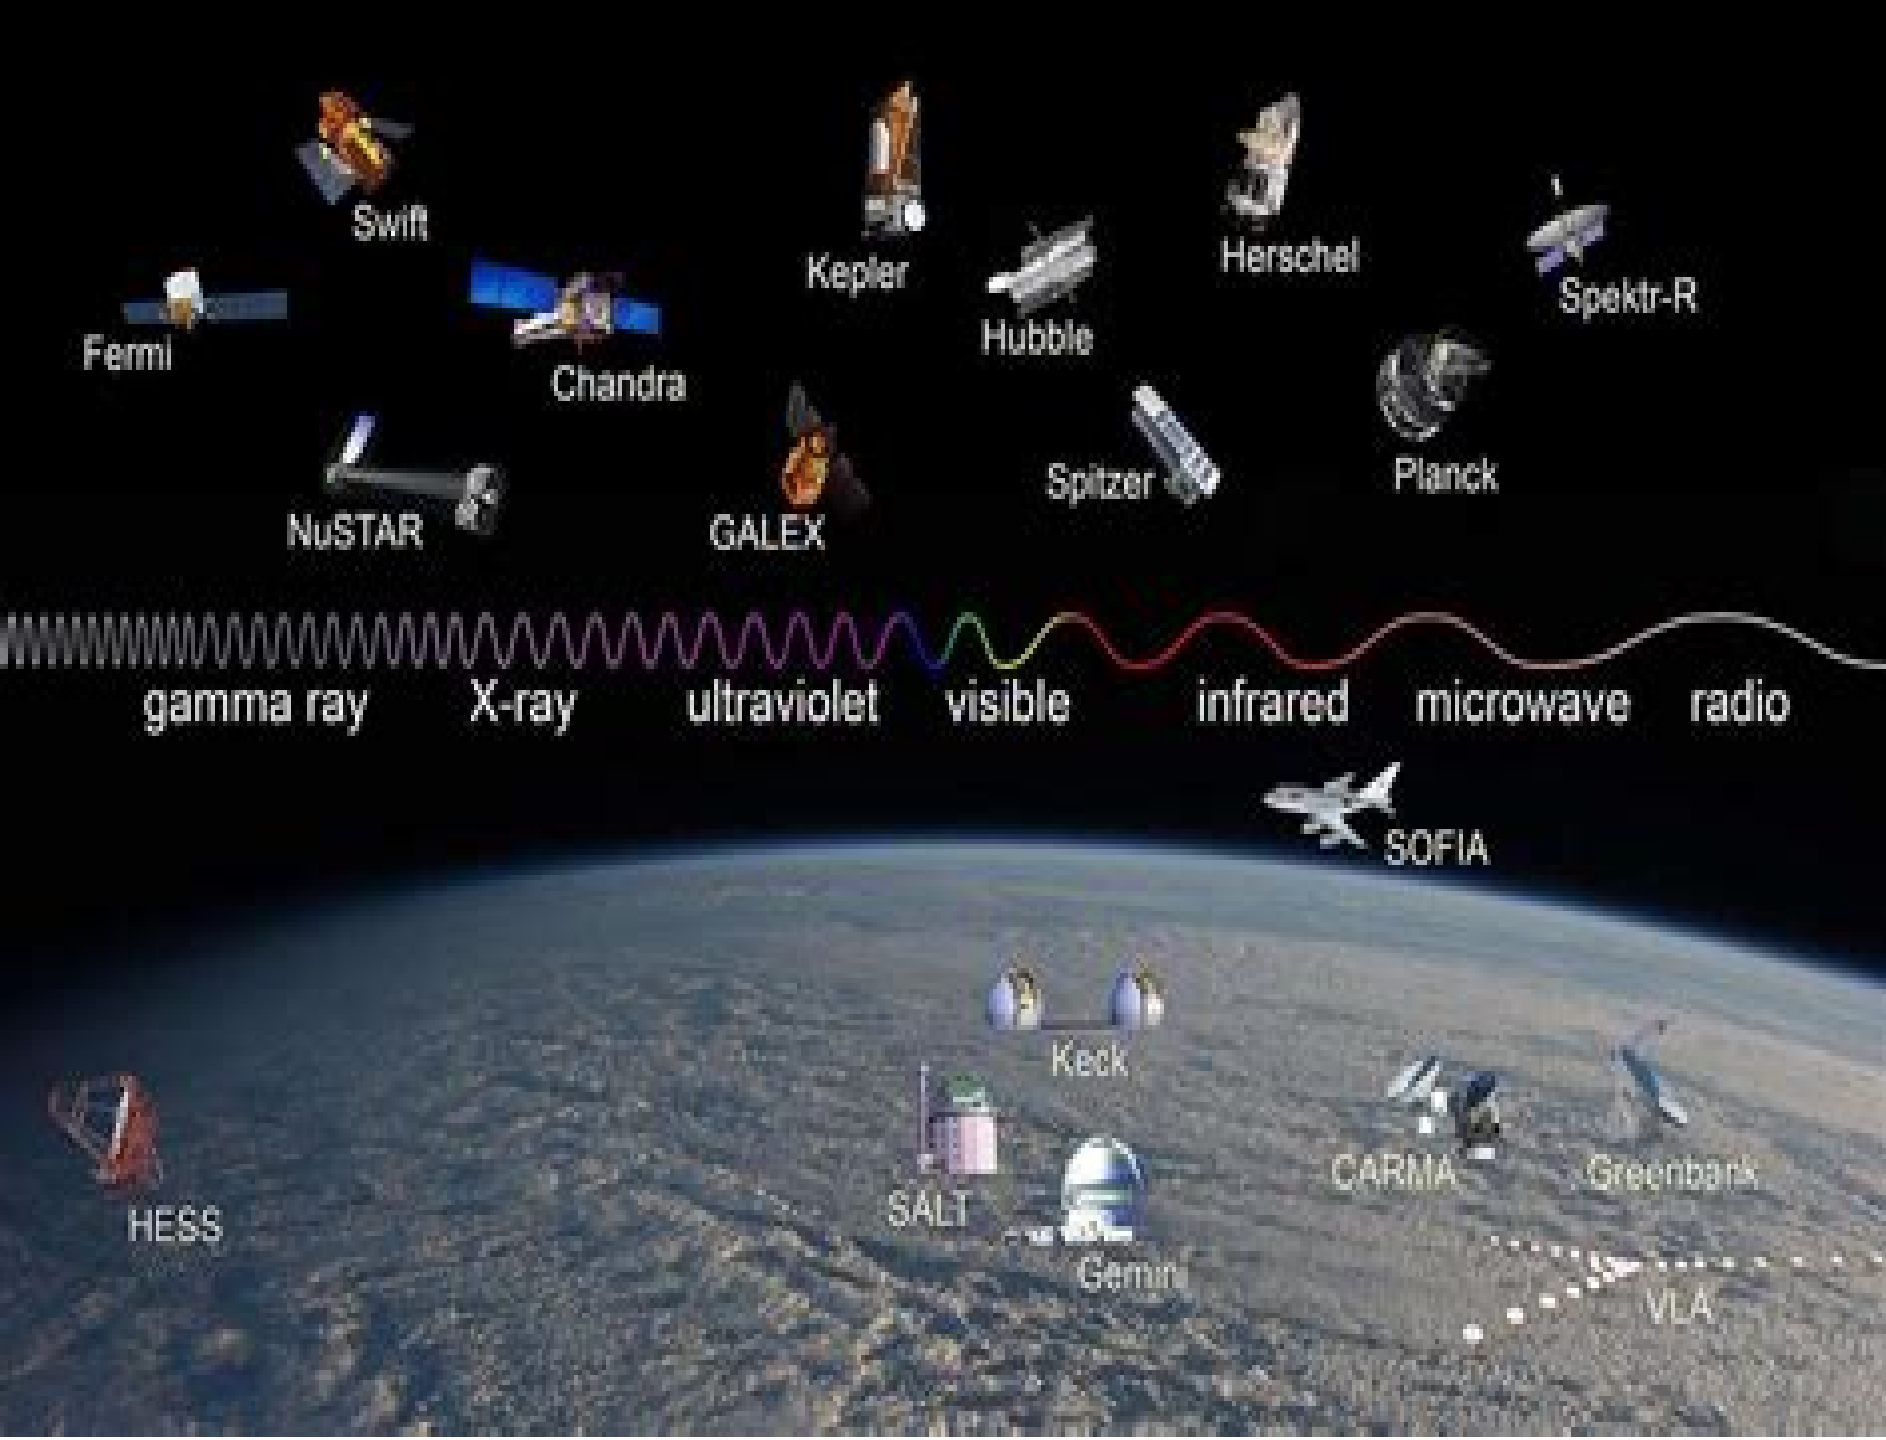 Swift
Kepler
Herschel
Spektr-R
Hubble
Fermi
Chandra
Spitzer
Planck
NuSTAR
GALEX
gamma ray X-ray ultraviolet visible infrared microwave radio
SOFIA
Keck
CARMA
Greenbank
SALT
HESS
Gemini
VLA